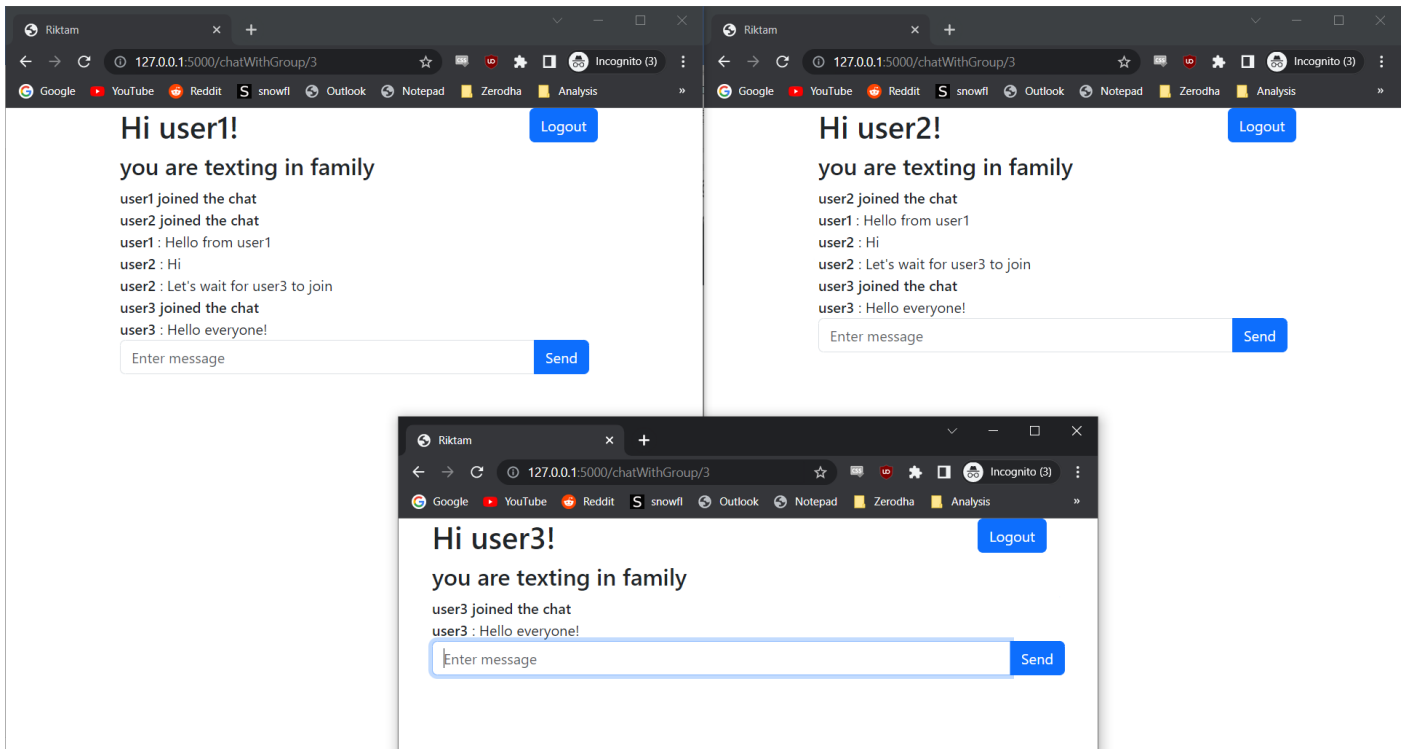 Riktam
127.0.0.1:5000/chatWithGroup/3 Incognito (3)
Google YouTube Reddit S snowfl Outlook Notepad Zerodha Analysis »
Hi user1! Logout
you are texting in family
user1 joined the chat
user2 joined the chat
user1 : Hello from user1
user2 : Hi
user2 : Let's wait for user3 to join
user3 joined the chat
user3 : Hello everyone!
Enter message Send
Riktam
127.0.0.1:5000/chatWithGroup/3 Incognito (3)
Google YouTube Reddit S snowfl Outlook Notepad Zerodha Analysis »
Hi user2! Logout
you are texting in family
user2 joined the chat
user1 : Hello from user1
user2 : Hi
user2 : Let's wait for user3 to join
user3 joined the chat
user3 : Hello everyone!
Enter message Send
Riktam
127.0.0.1:5000/chatWithGroup/3 Incognito (3)
Google YouTube Reddit S snowfl Outlook Notepad Zerodha Analysis »
Hi user3! Logout
you are texting in family
user3 joined the chat
user3 : Hello everyone!
Enter message Send